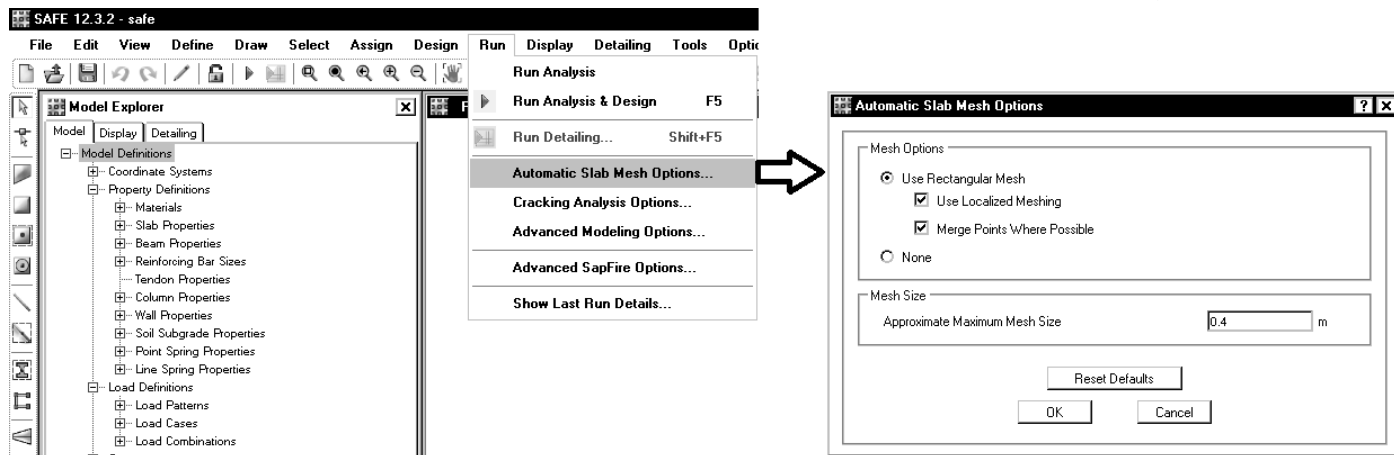 SAFE 12.3.2 - safe
File Edit View Define Draw Select Assign Design Run Display Detailing Tools
Model Explorer
Model Display Detailing
Model Definitions
Coordinate Systems
Property Definitions
Materials
Slab Properties
Beam Properties
Reinforcing Bar Sizes
Tendon Properties
Column Properties
Wall Properties
Soil Subgrade Properties
Point Spring Properties
Line Spring Properties
Load Definitions
Load Patterns
Load Cases
Load Combinations
Run Analysis
Run Analysis & Design F5
Run Detailing... Shift+F5
Automatic Slab Mesh Options...
Cracking Analysis Options...
Advanced Modeling Options...
Advanced SapFire Options...
Show Last Run Details...
Automatic Slab Mesh Options
Mesh Options
Use Rectangular Mesh
Use Localized Meshing
Merge Points Where Possible
None
Mesh Size
Approximate Maximum Mesh Size 0.4 m
Reset Defaults
OK Cancel